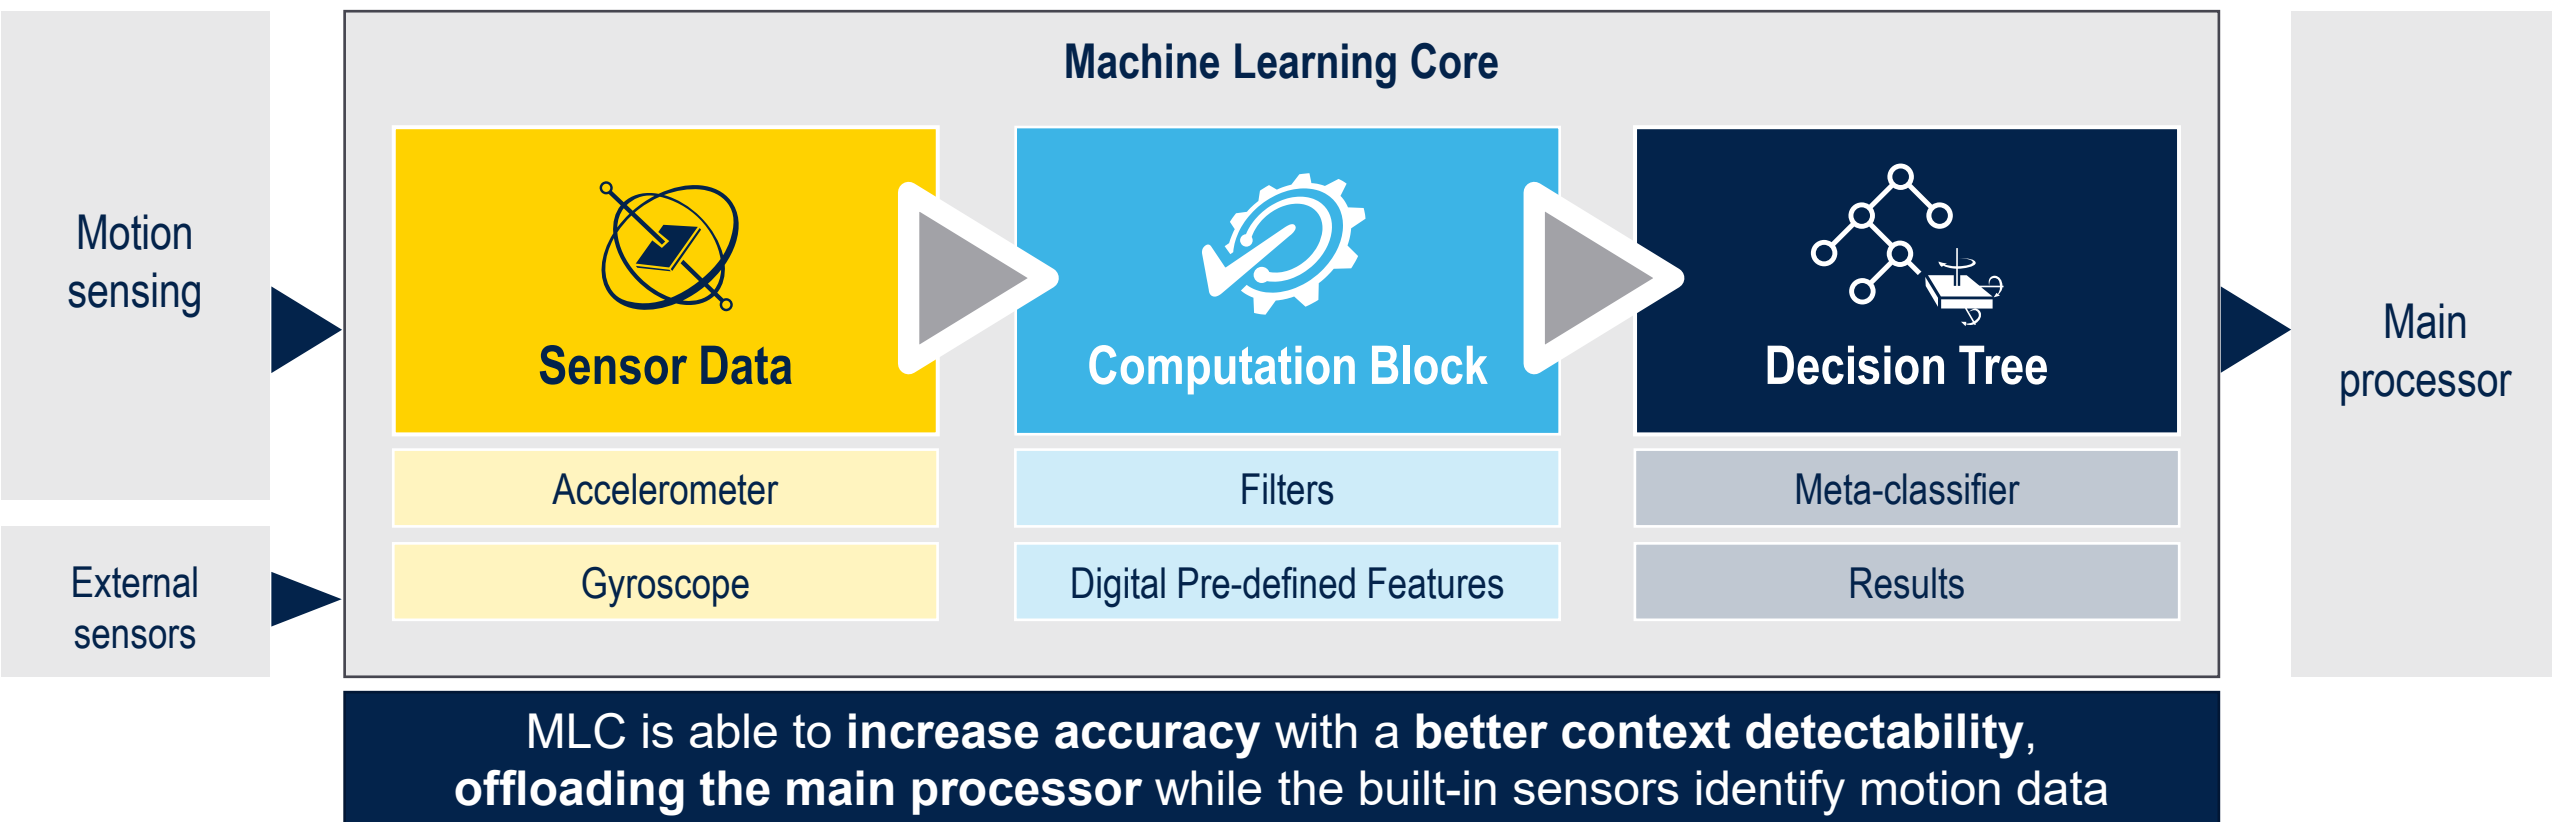 Machine Learning Core
Motion
sensing
External
sensors
Sensor Data
Accelerometer
Gyroscope
Computation Block
Filters
Digital Pre-defined Features
Decision Tree
Meta-classifier
Results
Main
processor
MLC is able to increase accuracy with a better context detectability,
offloading the main processor while the built-in sensors identify motion data